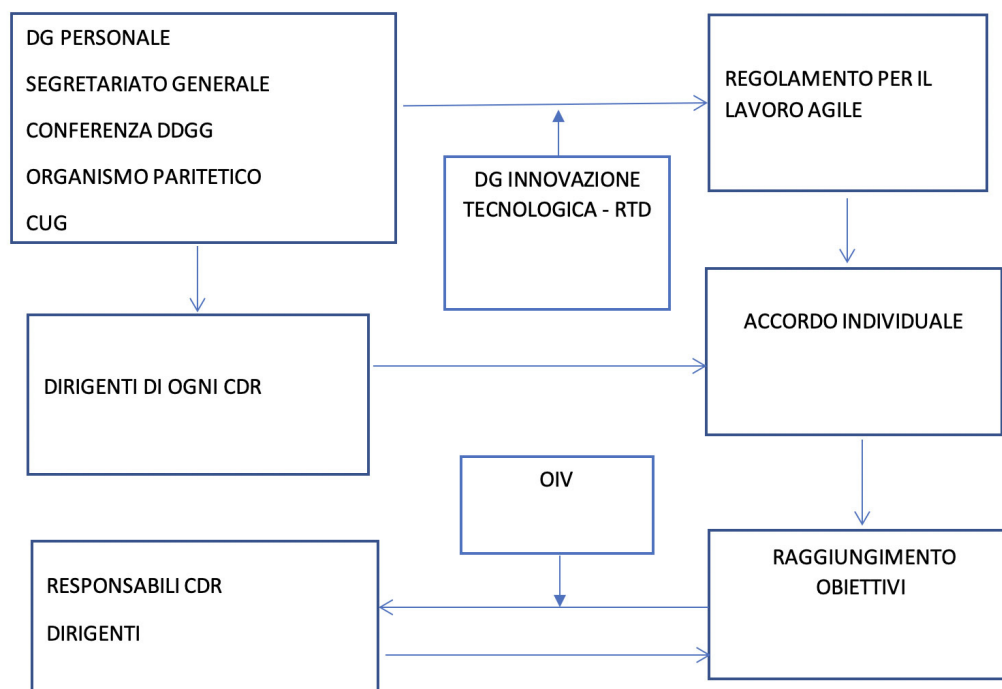 DG PERSONALE
SEGRETARIATO GENERALE
CONFERENZA DDGG
ORGANISMO PARITETICO
CUG
REGOLAMENTO PER IL
LAVORO AGILE
DG INNOVAZIONE
TECNOLOGICA - RTD
DIRIGENTI DI OGNI CDR
ACCORDO INDIVIDUALE
OIV
RESPONSABILI CDR
DIRIGENTI
RAGGIUNGIMENTO
OBIETTIVI